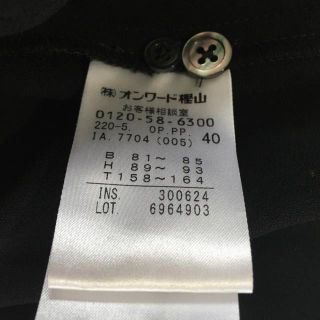 ㈱オンワード樫山
お客様相談室
0120-58-6300
220-5. OP.PP. 40
IA. 7704 (005)
B 81～ 85
H 89～ 93
T 158～164
INS. 300624
LOT. 6964903